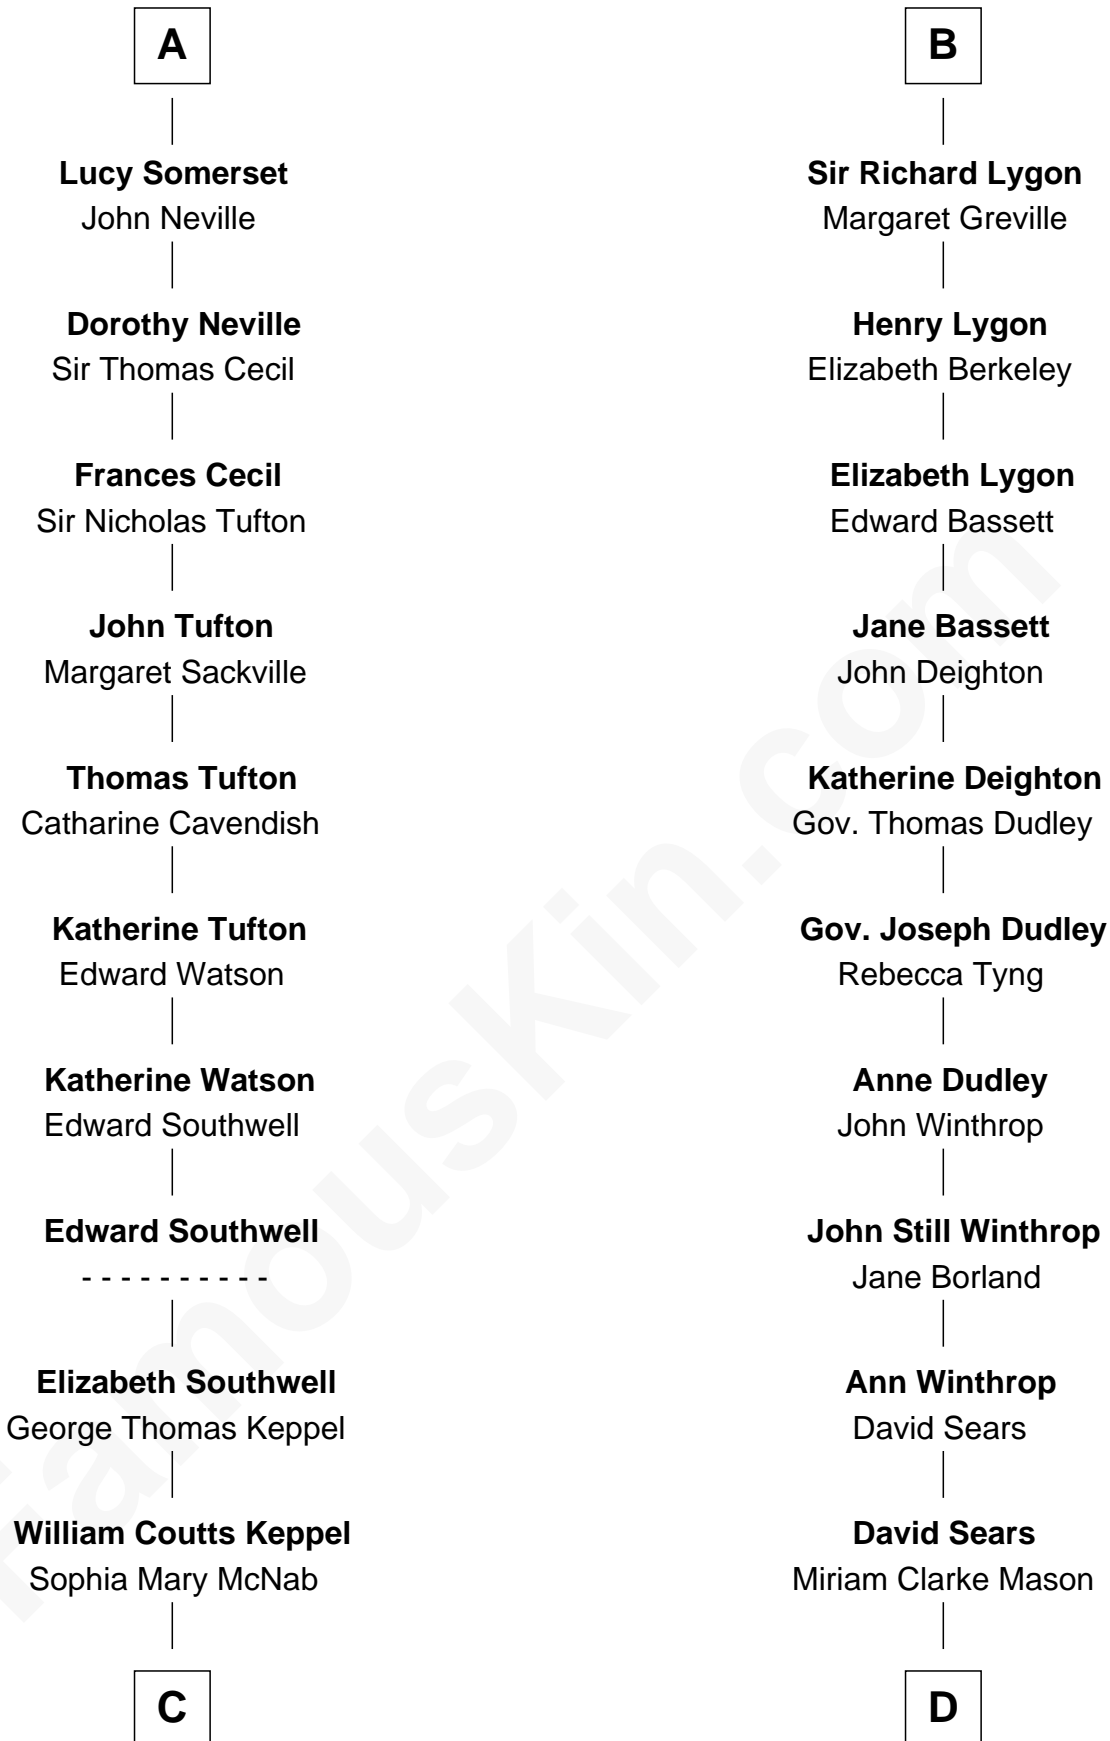 A
Lucy Somerset
John Neville
Dorothy Neville
Sir Thomas Cecil
Frances Cecil
Sir Nicholas Tufton
John Tufton
Margaret Sackville
Thomas Tufton
Catharine Cavendish
Katherine Tufton
Edward Watson
Katherine Watson
Edward Southwell
Edward Southwell
- - - - - - - - - -
Elizabeth Southwell
George Thomas Keppel
William Coutts Keppel
Sophia Mary McNab
C
B
Sir Richard Lygon
Margaret Greville
Henry Lygon
Elizabeth Berkeley
Elizabeth Lygon
Edward Bassett
Jane Bassett
John Deighton
Katherine Deighton
Gov. Thomas Dudley
Gov. Joseph Dudley
Rebecca Tyng
Anne Dudley
John Winthrop
John Still Winthrop
Jane Borland
Ann Winthrop
David Sears
David Sears
Miriam Clarke Mason
D
FamousKin.com